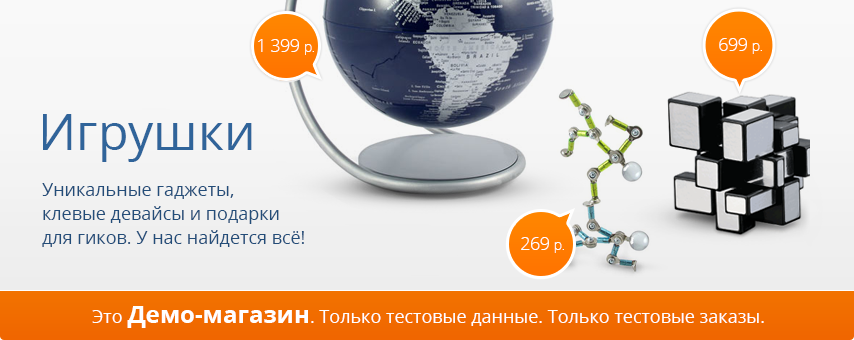 1 399 р.
699 р.
BRAZIL
Игрушки
Уникальные гаджеты,
клевые девайсы и подарки
для гиков. У нас найдется всё!
269 р.
Это Демо-магазин. Только тестовые данные. Только тестовые заказы.